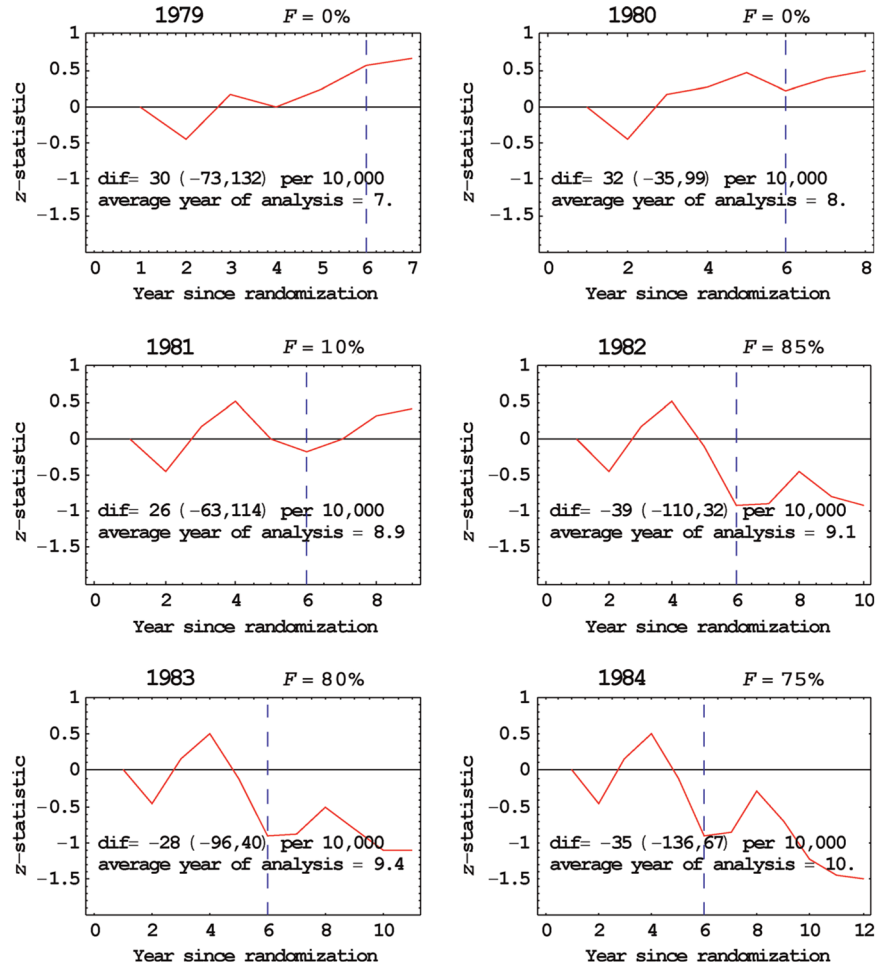 1979 F = 0%
1
0.5
0
−0.5
−1
−1.5
z-statistic
dif= 30 (−73,132) per 10,000
average year of analysis = 7.
0 1 2 3 4 5 6 7
Year since randomization
1980 F = 0%
1
0.5
0
−0.5
−1
−1.5
z-statistic
dif= 32 (−35,99) per 10,000
average year of analysis = 8.
0 2 4 6 8
Year since randomization
1981 F = 10%
1
0.5
0
−0.5
−1
−1.5
z-statistic
dif= 26 (−63,114) per 10,000
average year of analysis = 8.9
0 2 4 6 8
Year since randomization
1982 F = 85%
1
0.5
0
−0.5
−1
−1.5
z-statistic
dif= −39 (−110,32) per 10,000
average year of analysis = 9.1
0 2 4 6 8 10
Year since randomization
1983 F = 80%
1
0.5
0
−0.5
−1
−1.5
z-statistic
dif= −28 (−96,40) per 10,000
average year of analysis = 9.4
0 2 4 6 8 10
Year since randomization
1984 F = 75%
1
0.5
0
−0.5
−1
−1.5
z-statistic
dif= −35 (−136,67) per 10,000
average year of analysis = 10.
0 2 4 6 8 10 12
Year since randomization